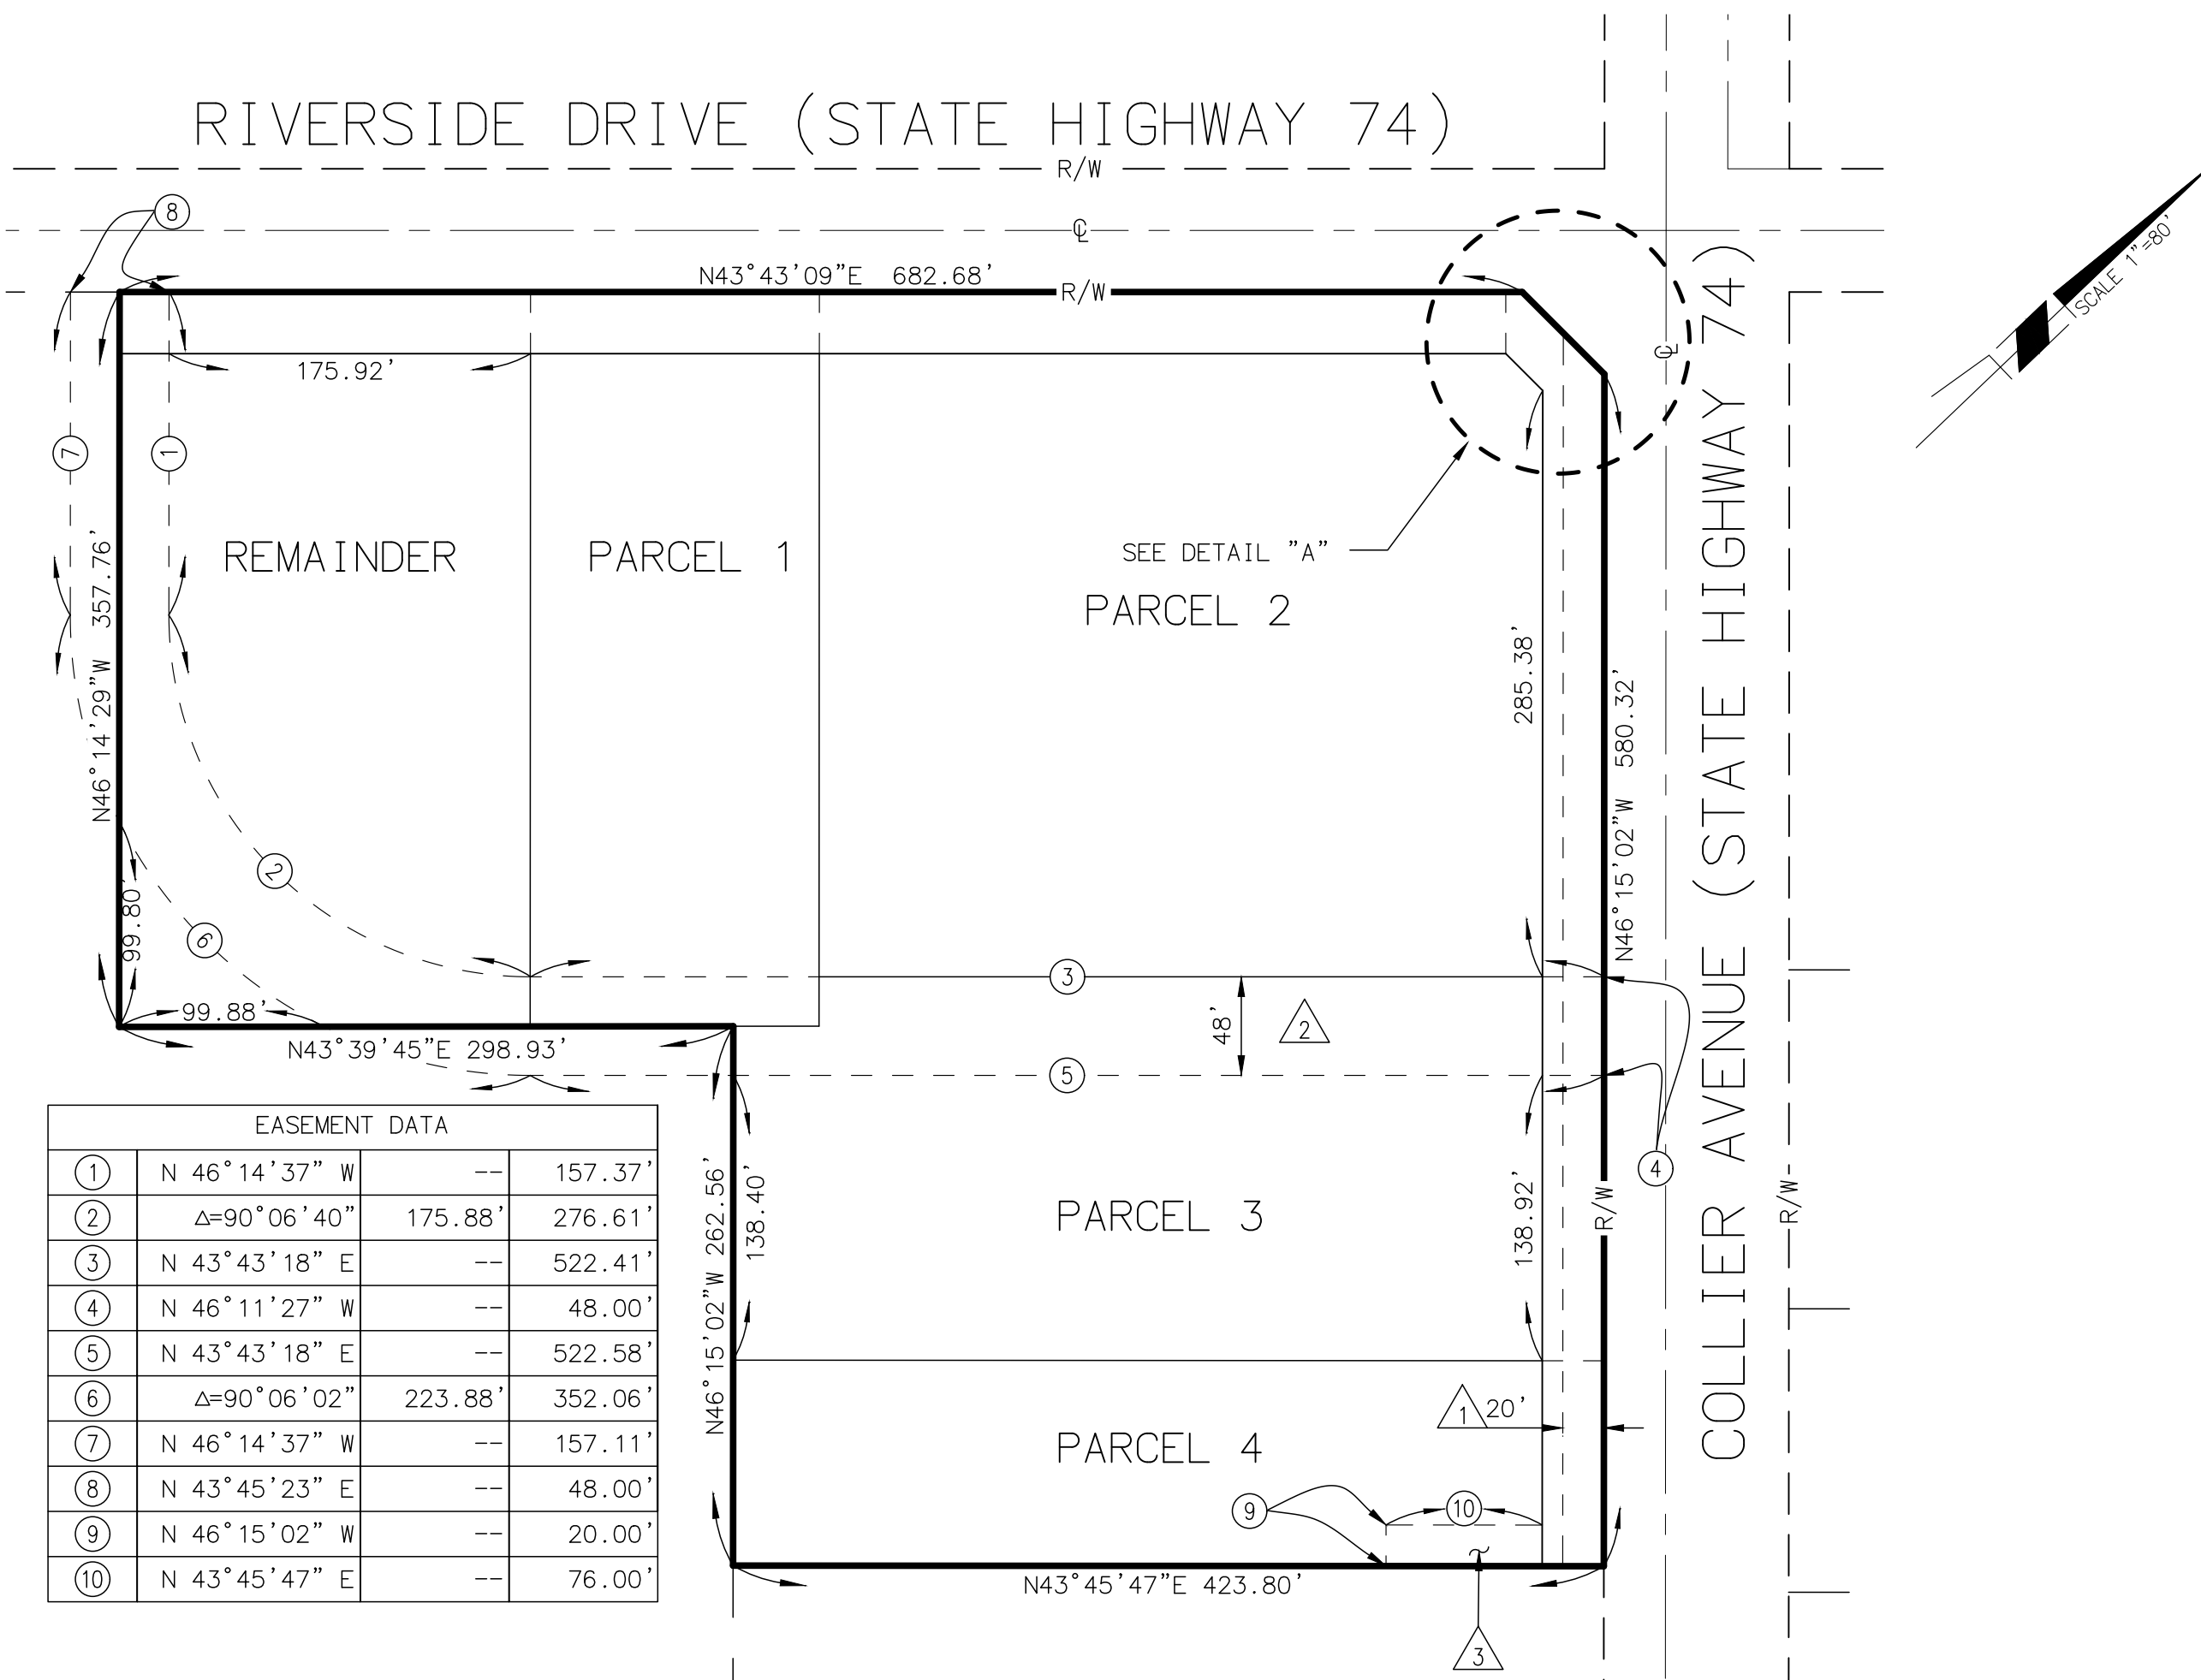 RIVERSIDE DRIVE (STATE HIGHWAY 74)
R/W
8
℄
N43°43'09"E 682.68'
R/W
SCALE 1"=80'
℄
175.92'
7
1
N46°14'29"W 357.76'
REMAINDER
PARCEL 1
SEE DETAIL "A"
PARCEL 2
285.38'
N46°15'02"W 580.32'
COLLIER AVENUE (STATE HIGHWAY 74)
2
99.80'
6
99.88'
3
48'
2
N43°39'45"E 298.93'
5
4
R/W
R/W
EASEMENT DATA
1 N 46°14'37" W -- 157.37'
2 Δ=90°06'40" 175.88' 276.61'
3 N 43°43'18" E -- 522.41'
4 N 46°11'27" W -- 48.00'
5 N 43°43'18" E -- 522.58'
6 Δ=90°06'02" 223.88' 352.06'
7 N 46°14'37" W -- 157.11'
8 N 43°45'23" E -- 48.00'
9 N 46°15'02" W -- 20.00'
10 N 43°45'47" E -- 76.00'
N46°15'02"W 262.56'
138.40'
PARCEL 3
138.92'
1 20'
PARCEL 4
9
10
N43°45'47"E 423.80'
3